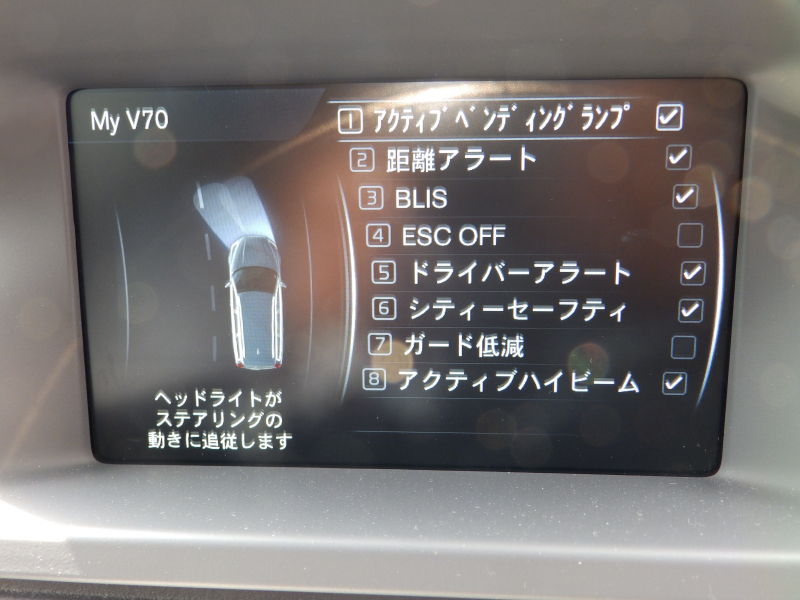 My V70
1 アクティブベンディングランプ
2 距離アラート
3 BLIS
4 ESC OFF
5 ドライバーアラート
6 シティーセーフティ
7 ガード低減
8 アクティブハイビーム
ヘッドライトが
ステアリングの
動きに追従します